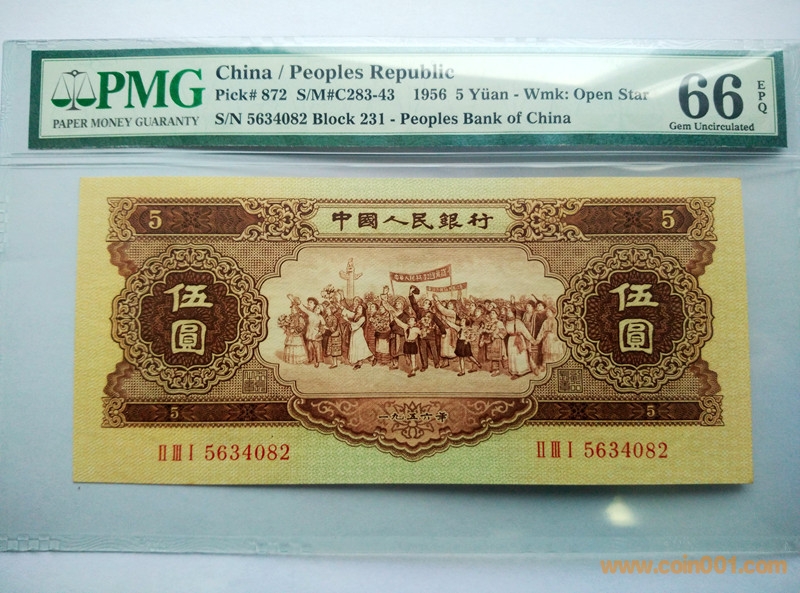 PMG
PAPER MONEY GUARANTY
China / Peoples Republic
Pick# 872 S/M#C283-43 1956 5 Yüan - Wmk: Open Star
S/N 5634082 Block 231 - Peoples Bank of China
66 EPQ
Gem Uncirculated
5 中國人民銀行 5
伍圓 伍圓
5 一九五六年 5
II III I 5634082 II III I 5634082
www.coin001.com